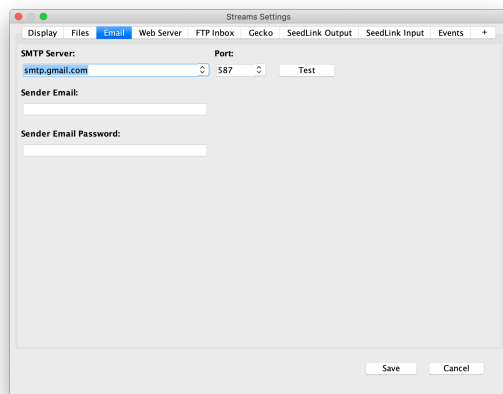 Streams Settings
Display Files Email Web Server FTP Inbox Gecko SeedLink Output SeedLink Input Events +
SMTP Server: Port:
smtp.gmail.com 587 Test
Sender Email:
Sender Email Password:
Save Cancel